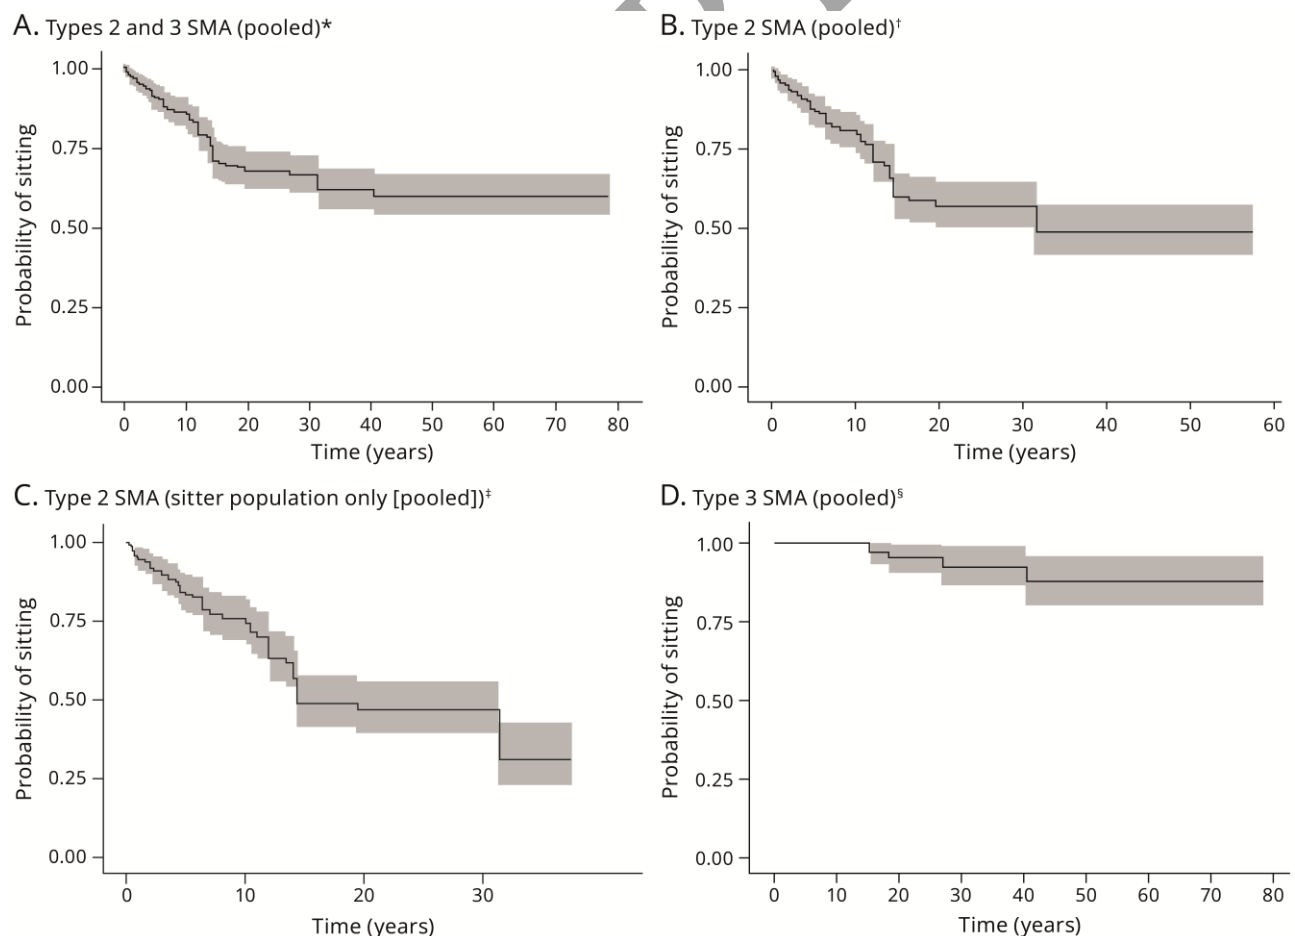 A. Types 2 and 3 SMA (pooled)*
Probability of sitting
1.00
0.75
0.50
0.25
0.00
0 10 20 30 40 50 60 70 80
Time (years)
B. Type 2 SMA (pooled)†
Probability of sitting
1.00
0.75
0.50
0.25
0.00
0 10 20 30 40 50 60
Time (years)
C. Type 2 SMA (sitter population only [pooled])‡
Probability of sitting
1.00
0.75
0.50
0.25
0.00
0 10 20 30
Time (years)
D. Type 3 SMA (pooled)§
Probability of sitting
1.00
0.75
0.50
0.25
0.00
0 10 20 30 40 50 60 70 80
Time (years)